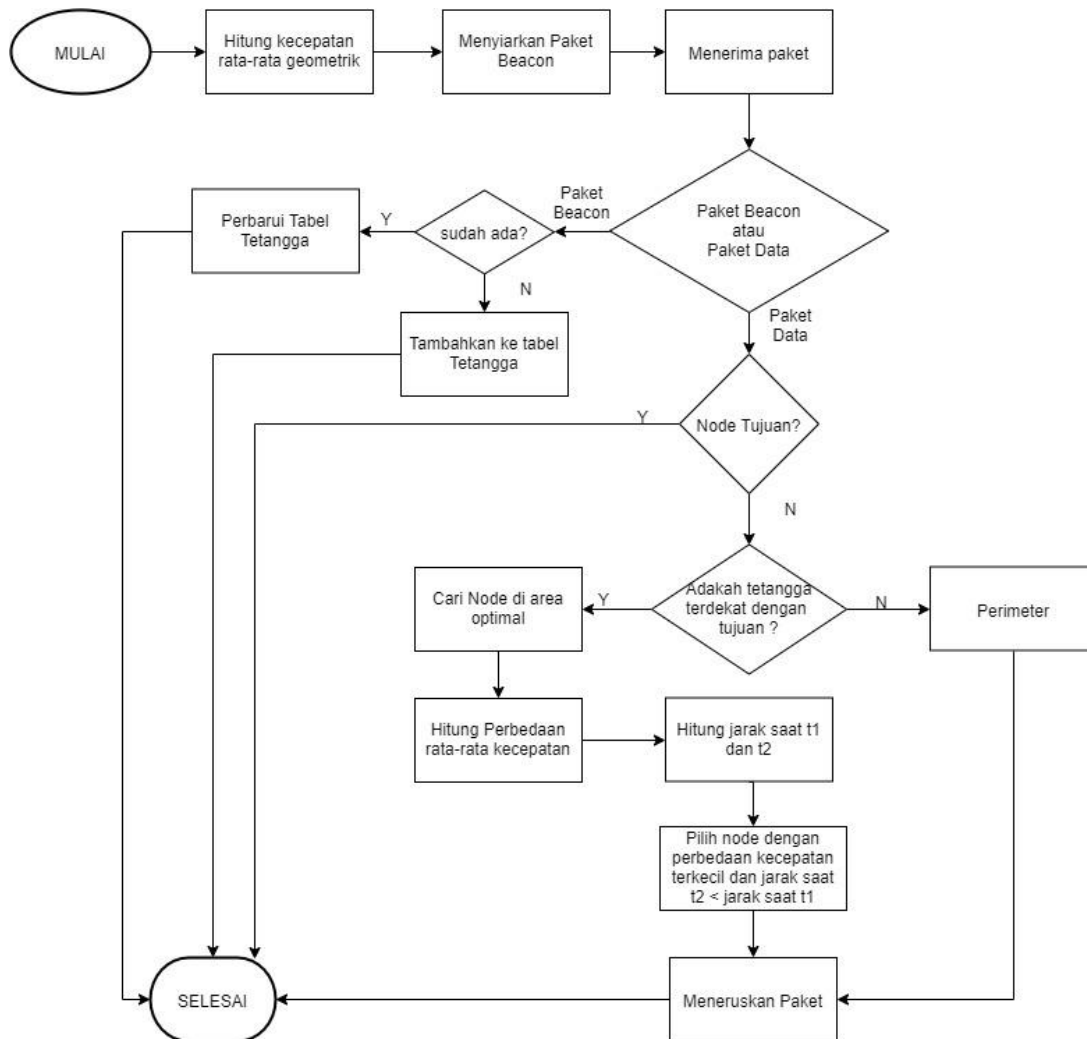 MULAI
Hitung kecepatan
rata-rata geometrik
Menyiarkan Paket
Beacon
Menerima paket
Paket Beacon
atau
Paket Data
Paket
Beacon
sudah ada?
Y
Perbarui Tabel
Tetangga
N
Tambahkan ke tabel
Tetangga
Paket
Data
Node Tujuan?
Y
N
Adakah tetangga
terdekat dengan
tujuan ?
Y
N
Cari Node di area
optimal
Perimeter
Hitung Perbedaan
rata-rata kecepatan
Hitung jarak saat t1
dan t2
Pilih node dengan
perbedaan kecepatan
terkecil dan jarak saat
t2 < jarak saat t1
Meneruskan Paket
SELESAI